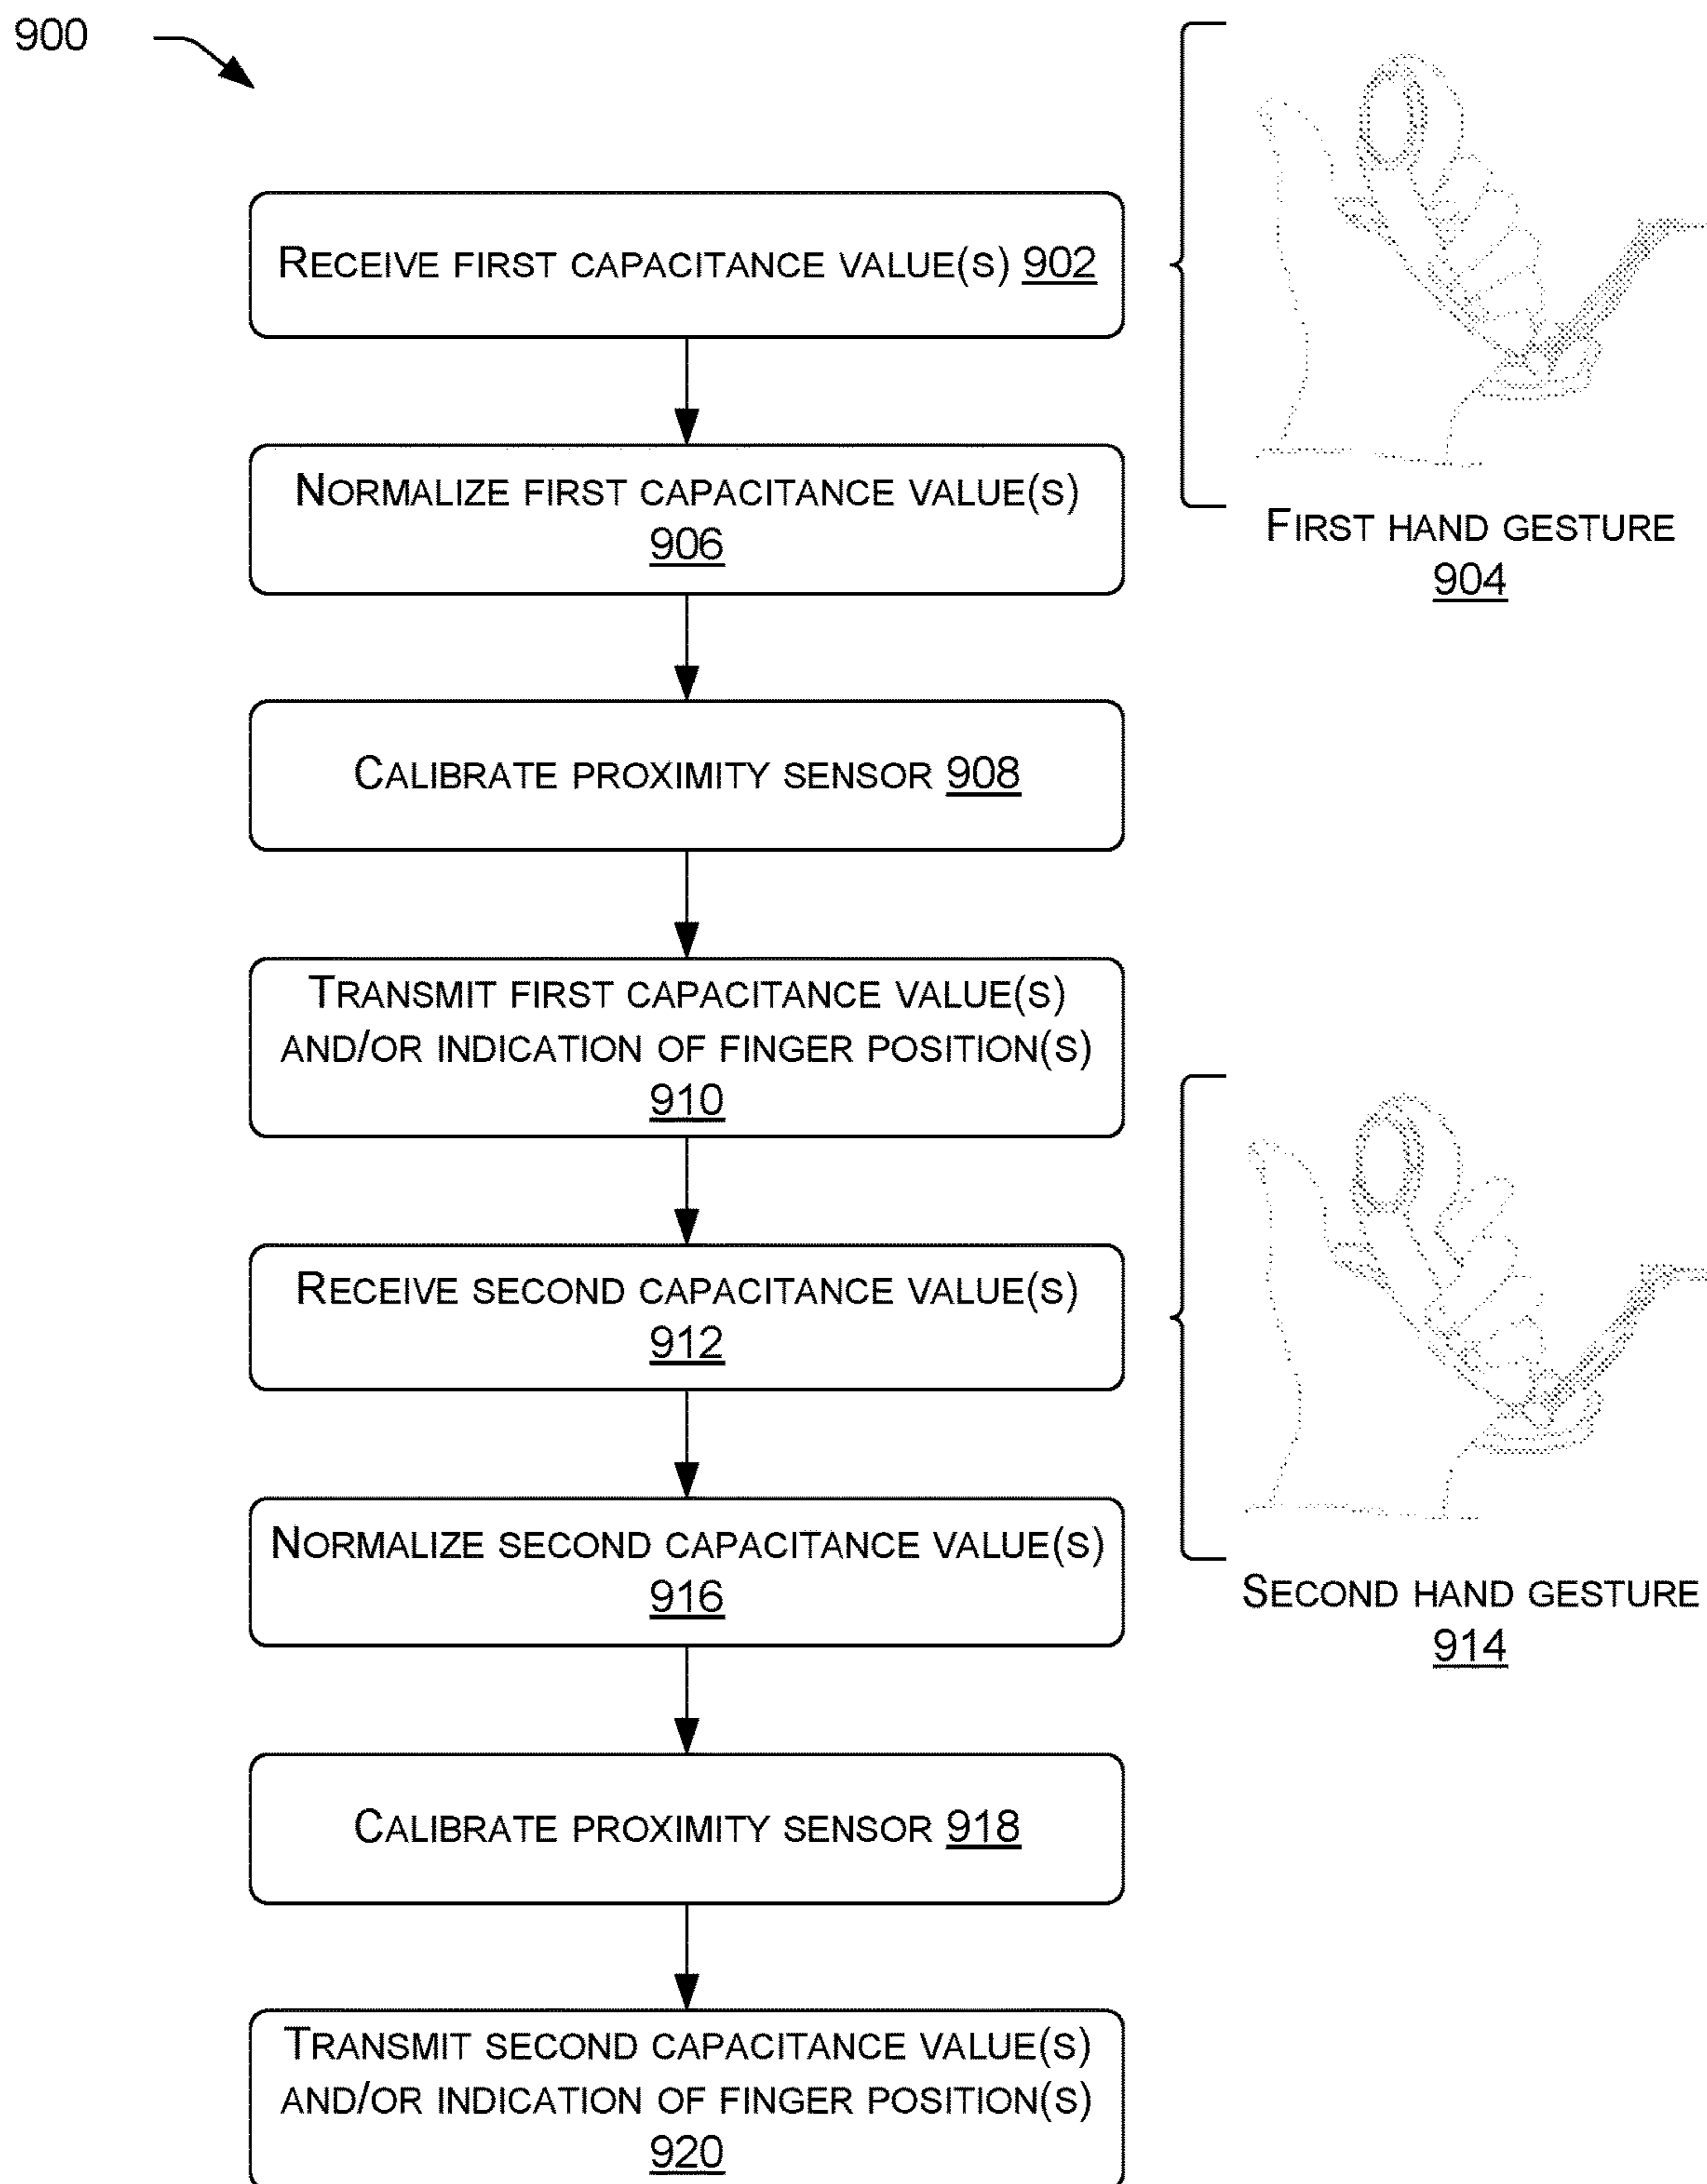 900
RECEIVE FIRST CAPACITANCE VALUE(S) 902
NORMALIZE FIRST CAPACITANCE VALUE(S)
906
FIRST HAND GESTURE
904
CALIBRATE PROXIMITY SENSOR 908
TRANSMIT FIRST CAPACITANCE VALUE(S)
AND/OR INDICATION OF FINGER POSITION(S)
910
RECEIVE SECOND CAPACITANCE VALUE(S)
912
NORMALIZE SECOND CAPACITANCE VALUE(S)
916
SECOND HAND GESTURE
914
CALIBRATE PROXIMITY SENSOR 918
TRANSMIT SECOND CAPACITANCE VALUE(S)
AND/OR INDICATION OF FINGER POSITION(S)
920